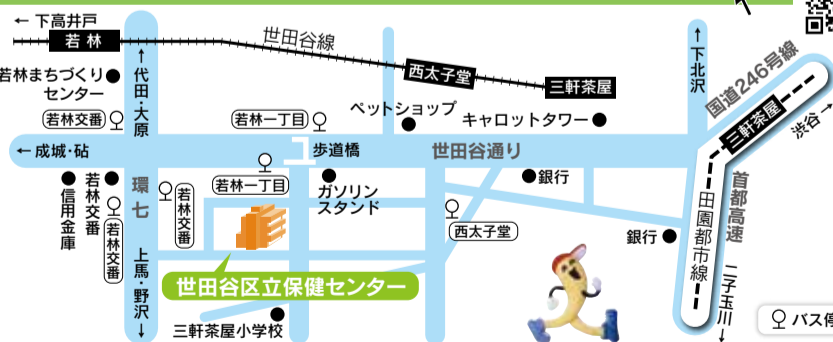 ← 下高井戸
若林
世田谷線
西太子堂
三軒茶屋
↑代田・大原
↑下北沢
国道246号線
三軒茶屋
渋谷→
若林まちづくり
センター
若林交番
若林一丁目
ペットショップ
キャロットタワー
← 成城・砧
歩道橋
世田谷通り
信用金庫
若林交番
若林交番
環七
若林交番
若林一丁目
ガソリン
スタンド
銀行
西太子堂
銀行
田園都市線
首都高速
二子玉川↓
上馬・野沢↓
世田谷区立保健センター
三軒茶屋小学校
バス停